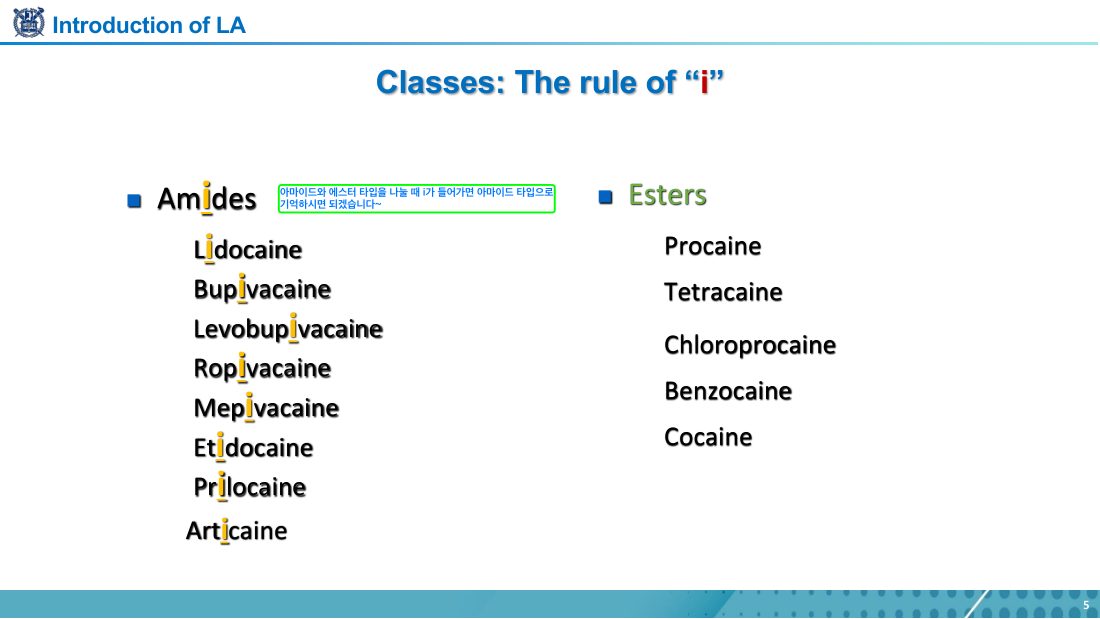 Introduction of LA
Classes: The rule of “i”
Amides
아마이드와 에스터 타입을 나눌 때 i가 들어가면 아마이드 타입으로
기억하시면 되겠습니다~
Lidocaine
Bupivacaine
Levobupivacaine
Ropivacaine
Mepivacaine
Etidocaine
Prilocaine
Articaine
Esters
Procaine
Tetracaine
Chloroprocaine
Benzocaine
Cocaine
5